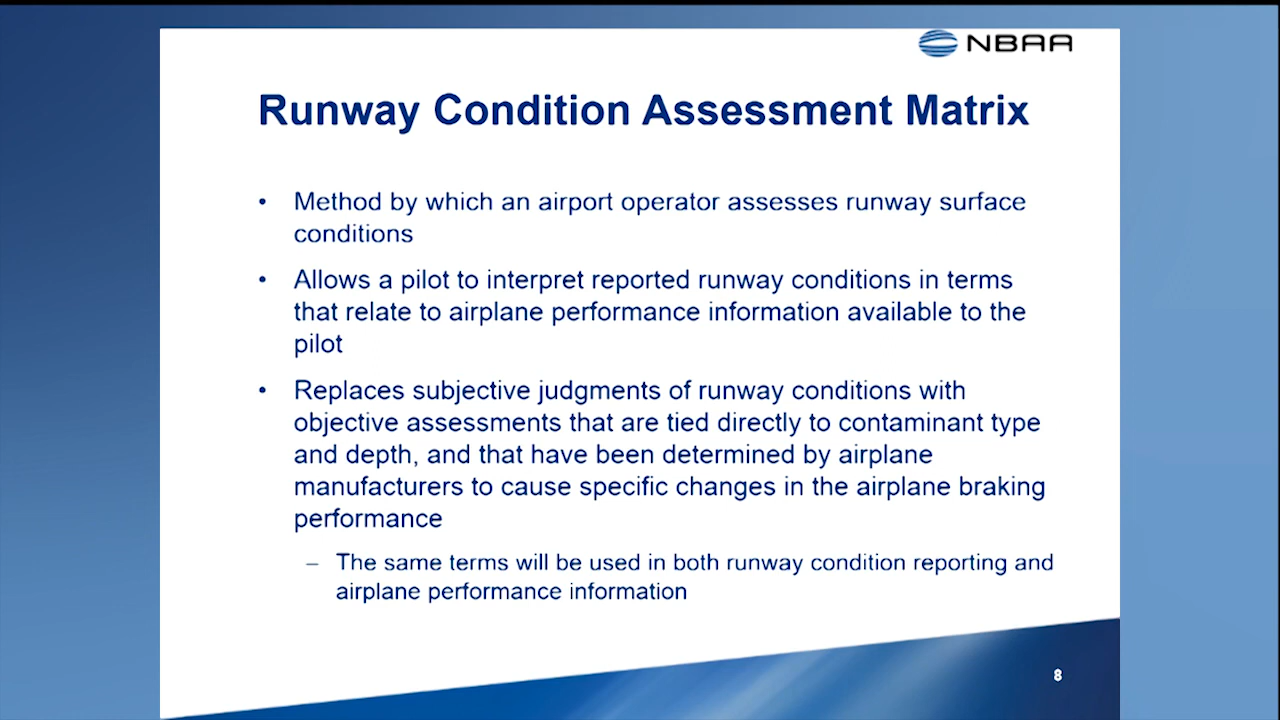 NBAA
Runway Condition Assessment Matrix
• Method by which an airport operator assesses runway surface
conditions
• Allows a pilot to interpret reported runway conditions in terms
that relate to airplane performance information available to the
pilot
• Replaces subjective judgments of runway conditions with
objective assessments that are tied directly to contaminant type
and depth, and that have been determined by airplane
manufacturers to cause specific changes in the airplane braking
performance
– The same terms will be used in both runway condition reporting and
airplane performance information
8